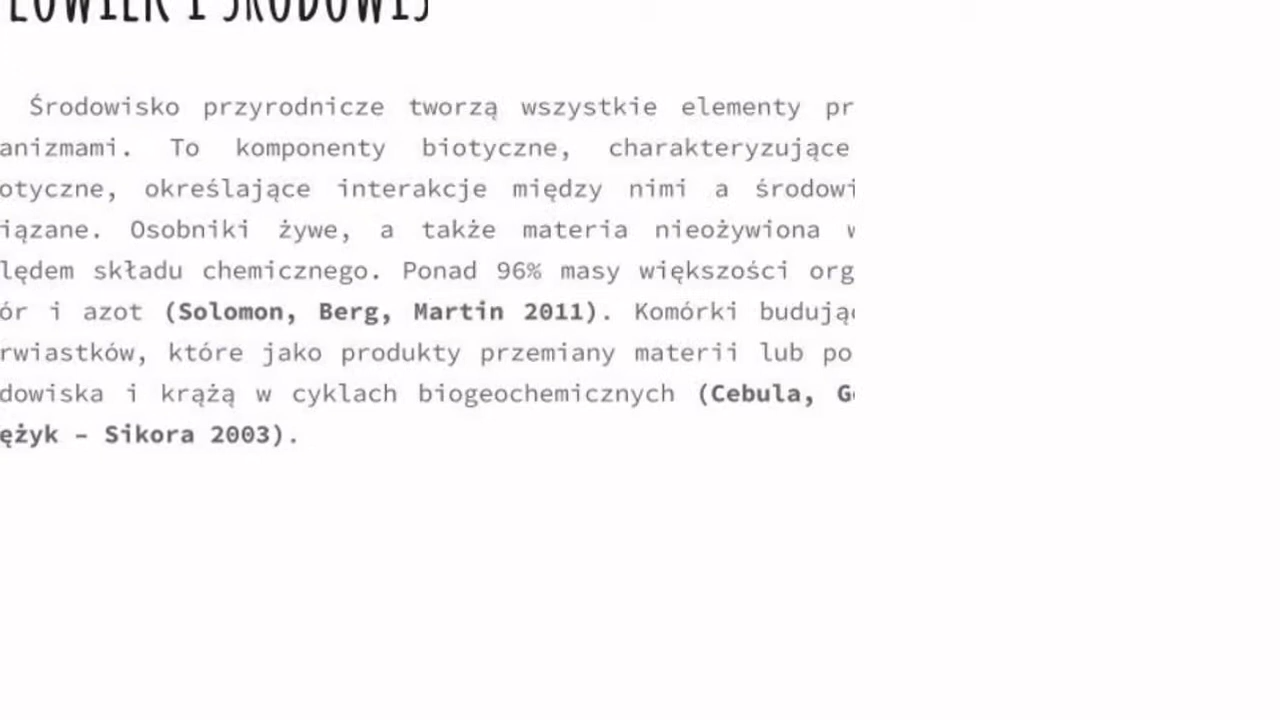 Środowisko przyrodnicze tworzą wszystkie elementy pr
anizmami. To komponenty biotyczne, charakteryzujące
otyczne, określające interakcje między nimi a środowi
iązane. Osobniki żywe, a także materia nieożywiona w
lędem składu chemicznego. Ponad 96% masy większości org
ór i azot (Solomon, Berg, Martin 2011). Komórki budując
rwiastków, które jako produkty przemiany materii lub po
dowiska i krążą w cyklach biogeochemicznych (Cebula, G
ężyk – Sikora 2003).